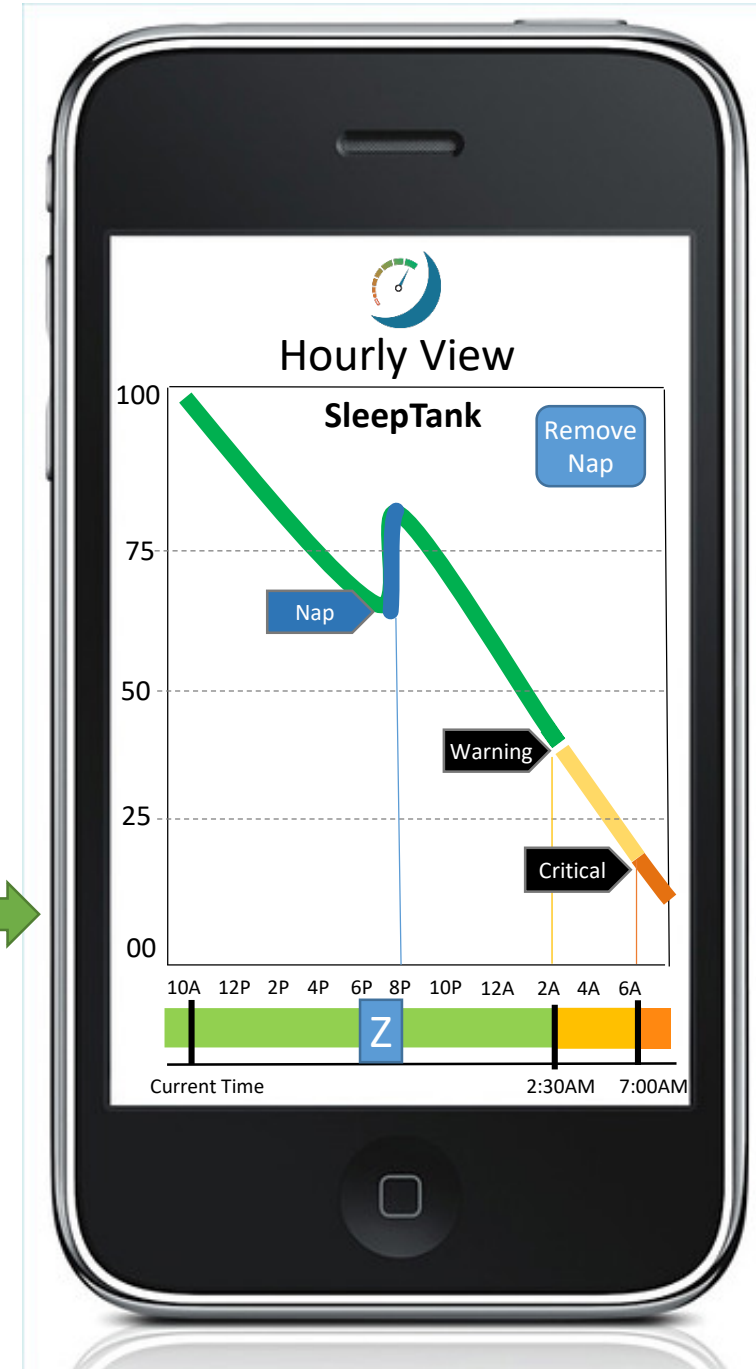 Hourly View
100
SleepTank
Remove
Nap
75
Nap
50
Warning
25
Critical
00
10A 12P 2P 4P 6P 8P 10P 12A 2A 4A 6A
Z
Current Time 2:30AM 7:00AM